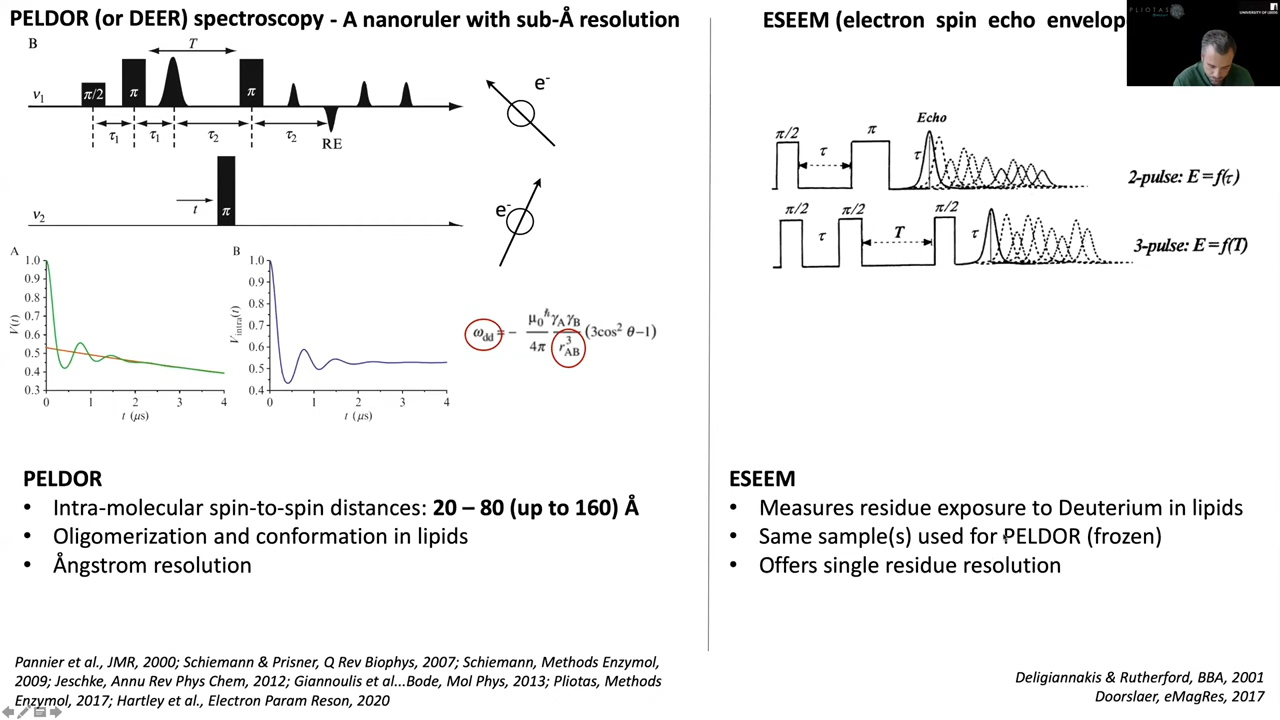 PELDOR (or DEER) spectroscopy - A nanoruler with sub-Å resolution
B
T
ν1
π/2
π
π
τ1
τ1
τ2
τ2
RE
e-
ν2
t
π
e-
A
V(t)
1.0
0.9
0.8
0.7
0.6
0.5
0.4
0.3
0
1
2
3
4
t (μs)
B
Vintra(t)
1.0
0.9
0.8
0.7
0.6
0.5
0.4
0
1
2
3
4
t (μs)
ωdd = − μ0ħγAγB / 4π r3AB (3cos2 θ−1)
PELDOR
• Intra-molecular spin-to-spin distances: 20 – 80 (up to 160) Å
• Oligomerization and conformation in lipids
• Ångstrom resolution
Pannier et al., JMR, 2000; Schiemann & Prisner, Q Rev Biophys, 2007; Schiemann, Methods Enzymol,
2009; Jeschke, Annu Rev Phys Chem, 2012; Giannoulis et al...Bode, Mol Phys, 2013; Pliotas, Methods
Enzymol, 2017; Hartley et al., Electron Param Reson, 2020
ESEEM (electron spin echo envelop
PLIOTAS
UNIVERSITY OF LEEDS
Echo
π/2
τ
π
τ
2-pulse: E=f(τ)
π/2
τ
π/2
T
π/2
τ
3-pulse: E=f(T)
ESEEM
• Measures residue exposure to Deuterium in lipids
• Same sample(s) used for PELDOR (frozen)
• Offers single residue resolution
Deligiannakis & Rutherford, BBA, 2001
Doorslaer, eMagRes, 2017